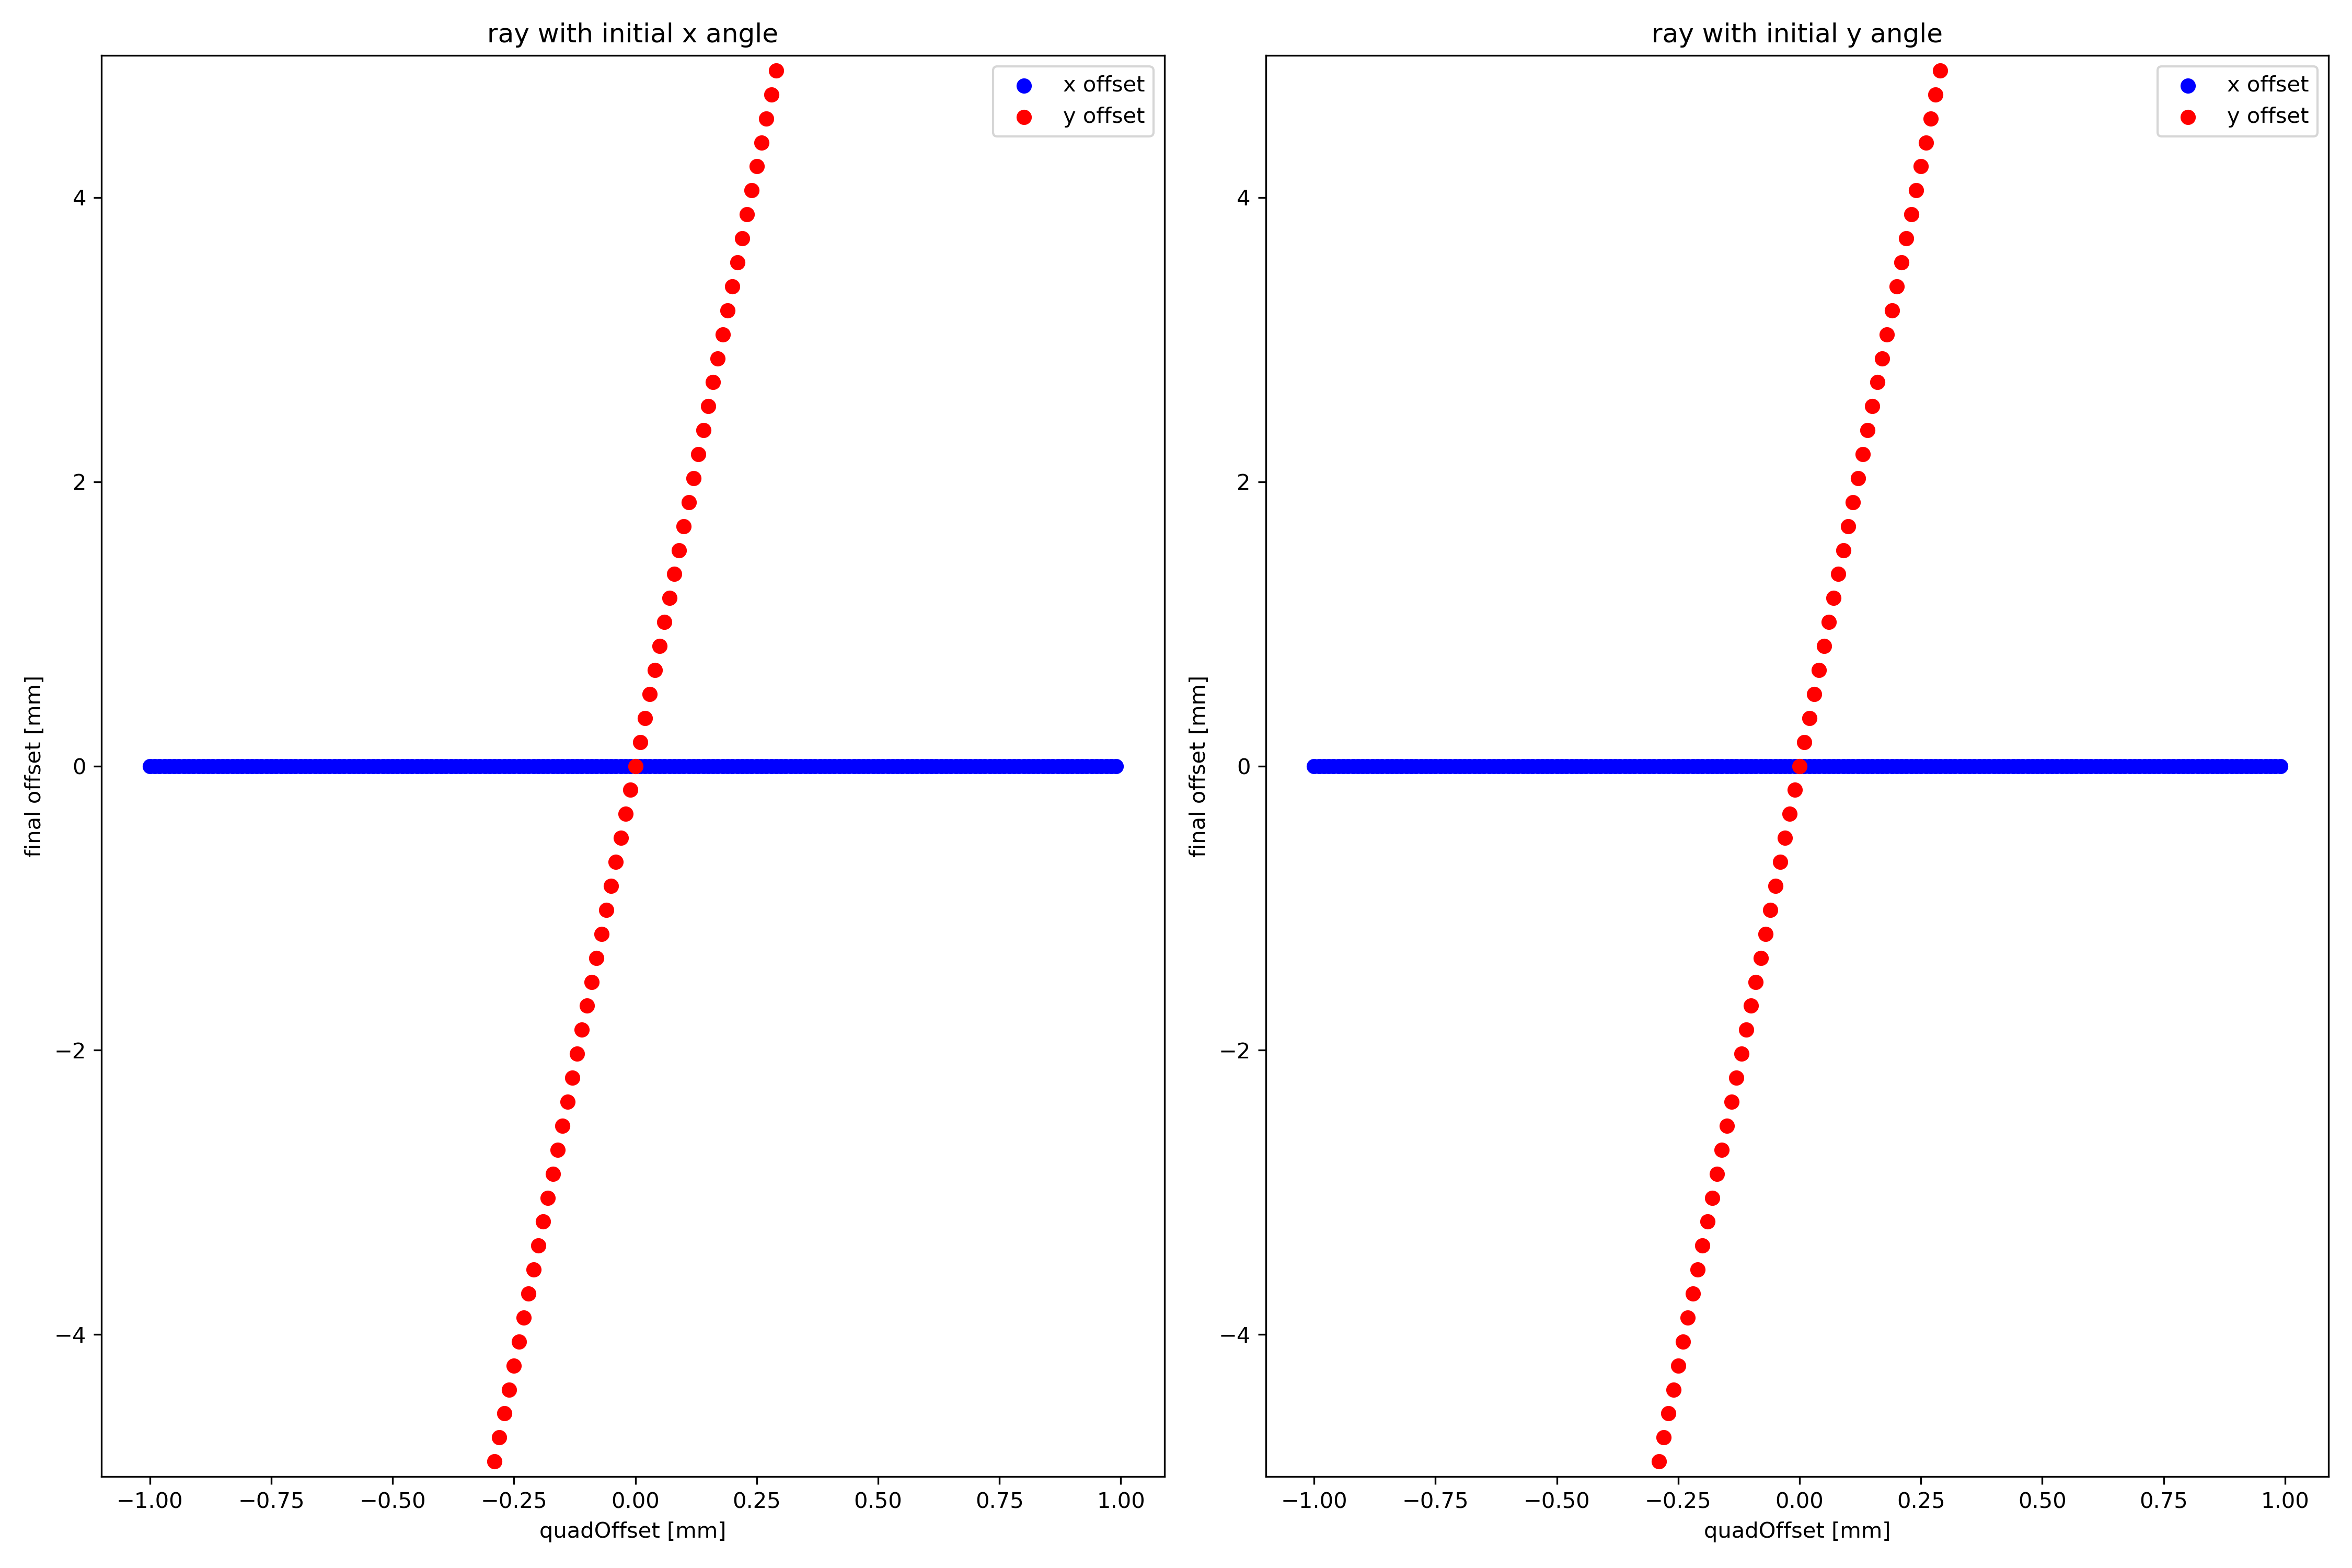 ray with initial x angle
x offset
y offset
4
2
0
−2
−4
final offset [mm]
−1.00 −0.75 −0.50 −0.25 0.00 0.25 0.50 0.75 1.00
quadOffset [mm]
ray with initial y angle
x offset
y offset
4
2
0
−2
−4
final offset [mm]
−1.00 −0.75 −0.50 −0.25 0.00 0.25 0.50 0.75 1.00
quadOffset [mm]